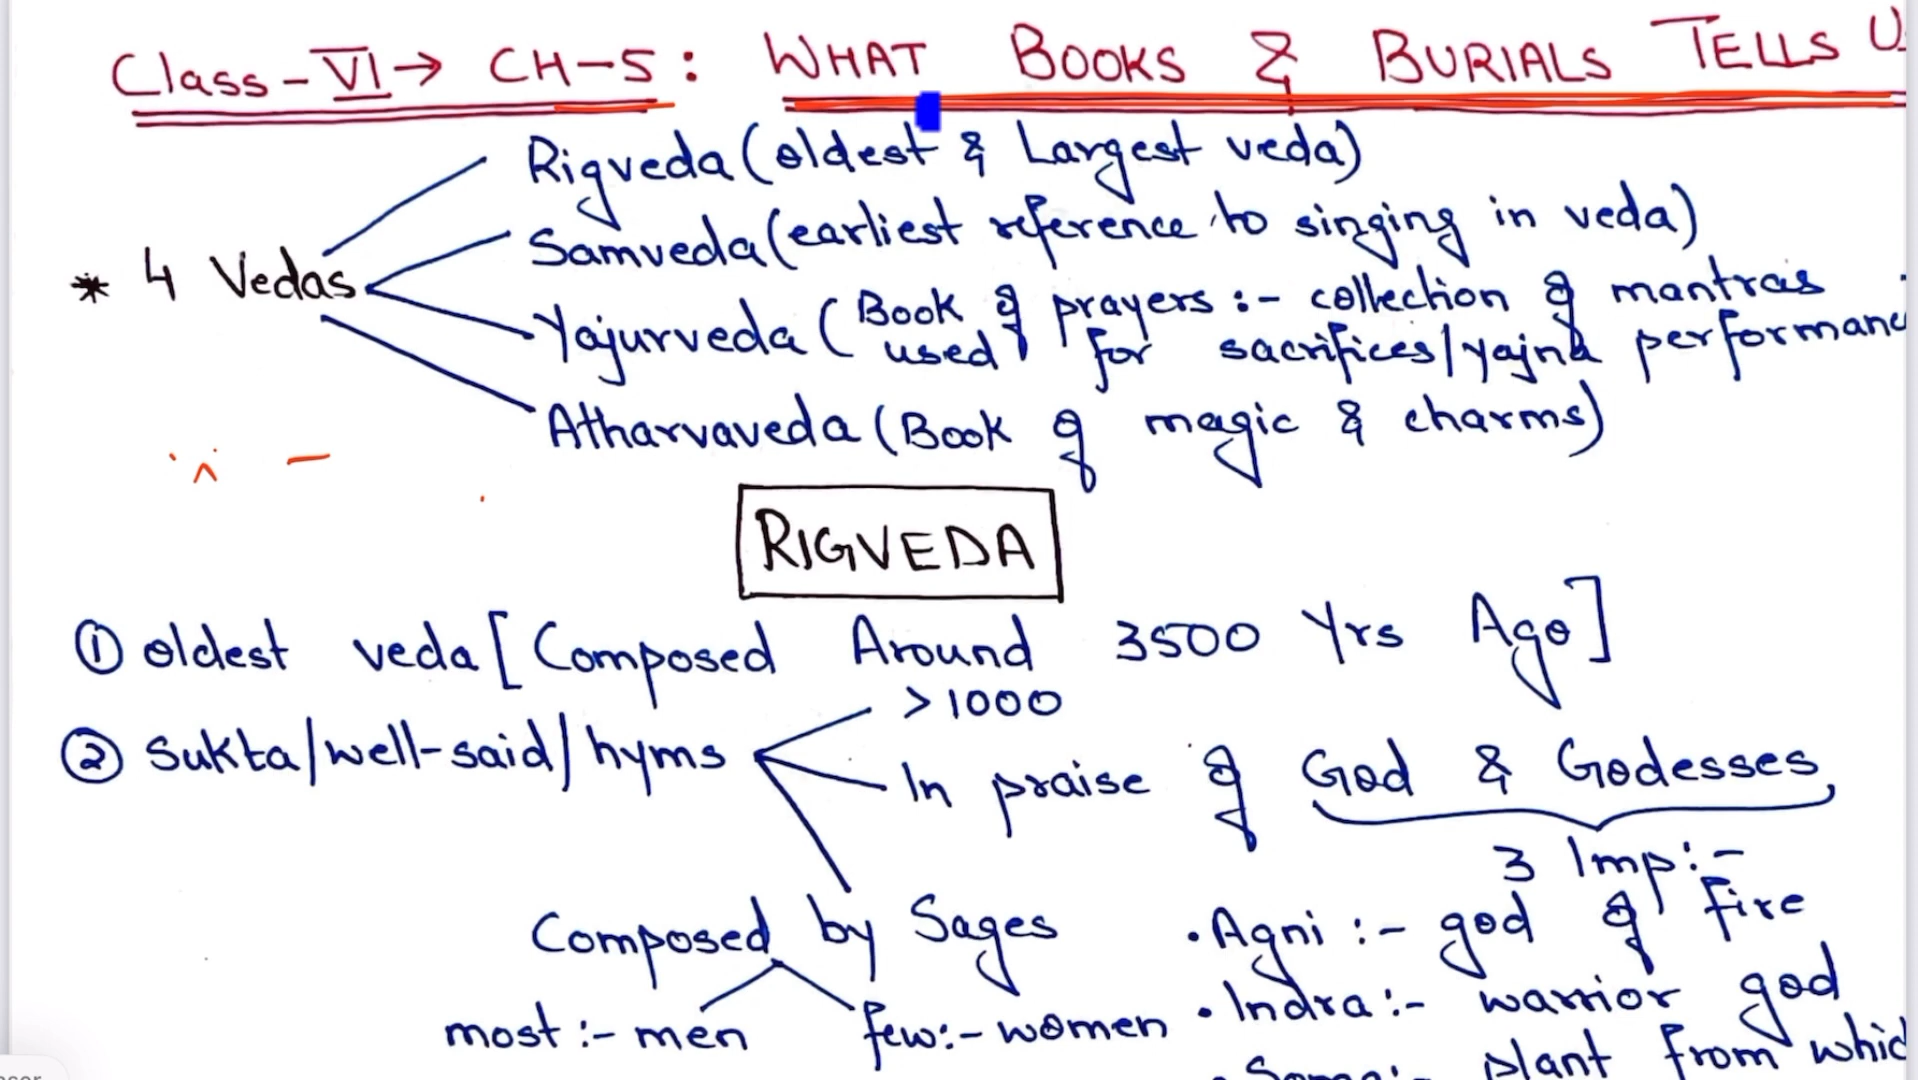 Class-VI→ CH-5: WHAT BOOKS & BURIALS TELLS
Rigveda (oldest & Largest veda)
Samveda (earliest reference to singing in veda)
* 4 Vedas
Yajurveda (Book of prayers :- collection of mantras
used for sacrifices/yajna
Atharvaveda (Book of magic & charms)
RIGVEDA
① oldest veda [Composed Around 3500 Yrs Ago]
>1000
② Sukta/well-said/hyms
In praise of God & Godesses
3 Imp:-
Composed by Sages
• Agni :- god of fire
most :- men
few:- women
• Indra :- warrior god
plant from